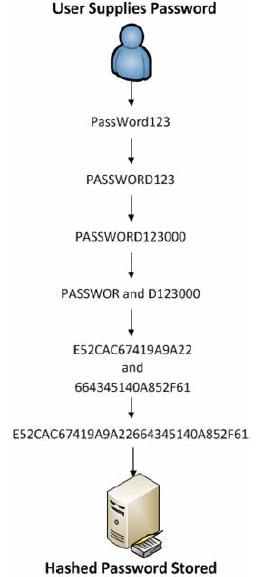 User Supplies Password
PassWord123
PASSWORD123
PASSWORD123000
PASSWOR and D123000
E52CAC67419A9A22
and
664345140A852F61
E52CAC67419A9A22664345140A852F61
Hashed Password Stored